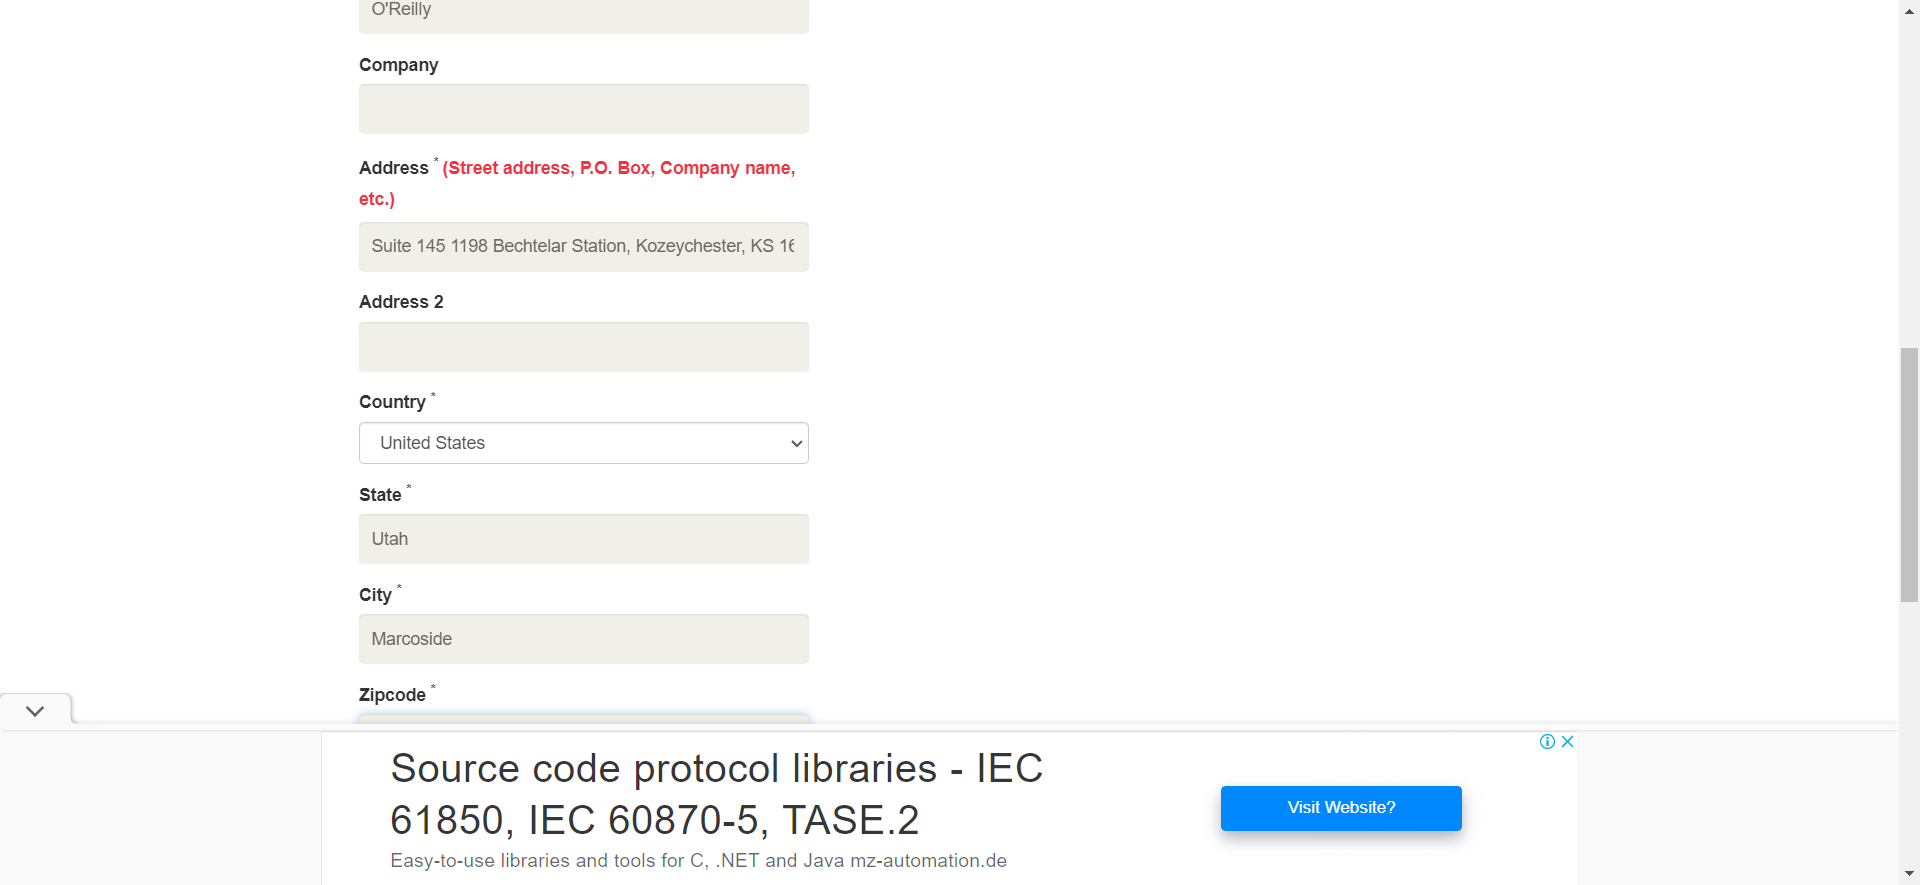 O'Reilly
Company
Address * (Street address, P.O. Box, Company name,
etc.)
Suite 145 1198 Bechtelar Station, Kozeychester, KS 16
Address 2
Country *
United States
State *
Utah
City *
Marcoside
Zipcode *
Source code protocol libraries - IEC
61850, IEC 60870-5, TASE.2
Easy-to-use libraries and tools for C, .NET and Java mz-automation.de
Visit Website?